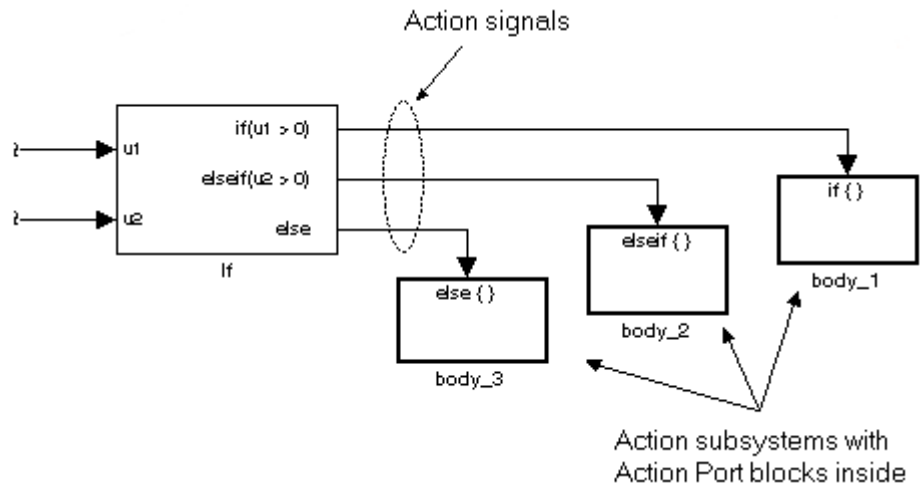 Action signals
if(u1 > 0)
u1
elseif(u2 > 0)
u2
else
If
if { }
body_1
elseif { }
body_2
else { }
body_3
Action subsystems with
Action Port blocks inside